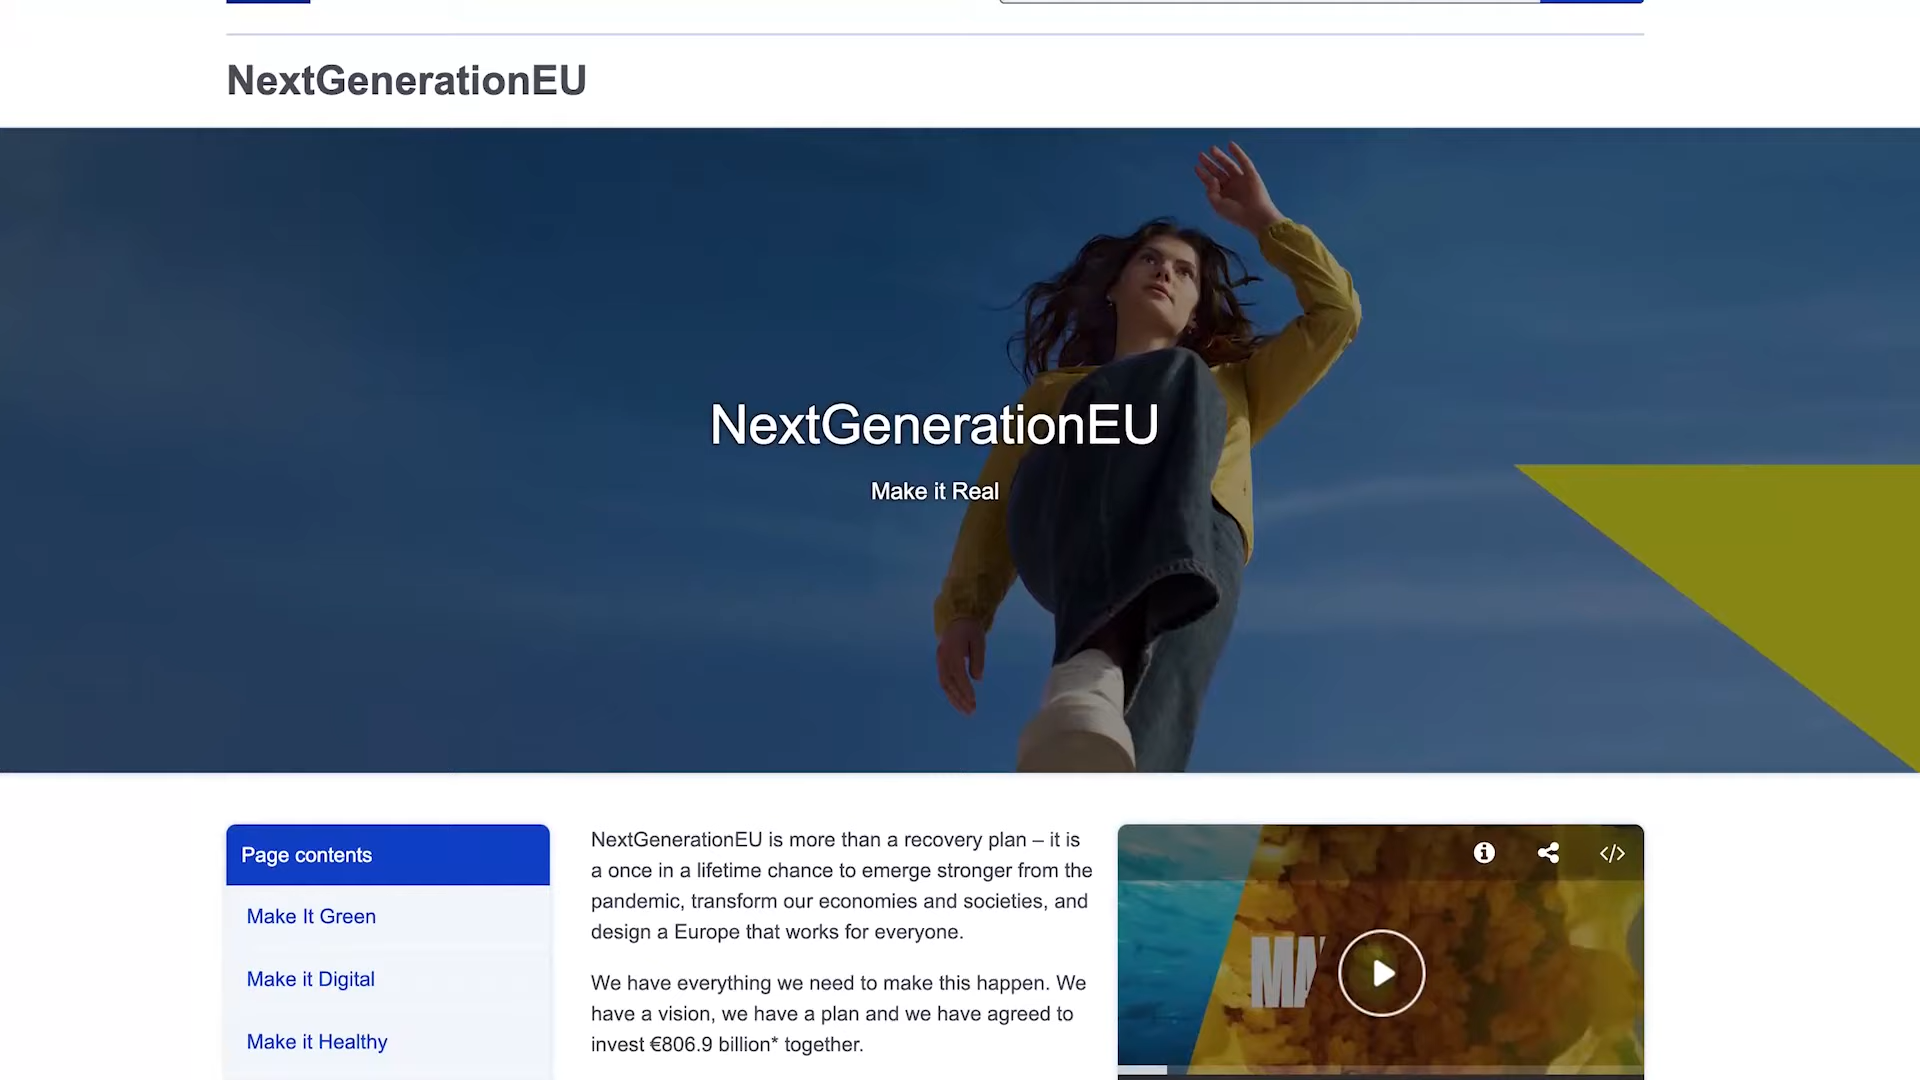 NextGenerationEU
NextGenerationEU
Make it Real
Page contents
Make It Green
Make it Digital
Make it Healthy
NextGenerationEU is more than a recovery plan – it is
a once in a lifetime chance to emerge stronger from the
pandemic, transform our economies and societies, and
design a Europe that works for everyone.
We have everything we need to make this happen. We
have a vision, we have a plan and we have agreed to
invest €806.9 billion* together.
MA